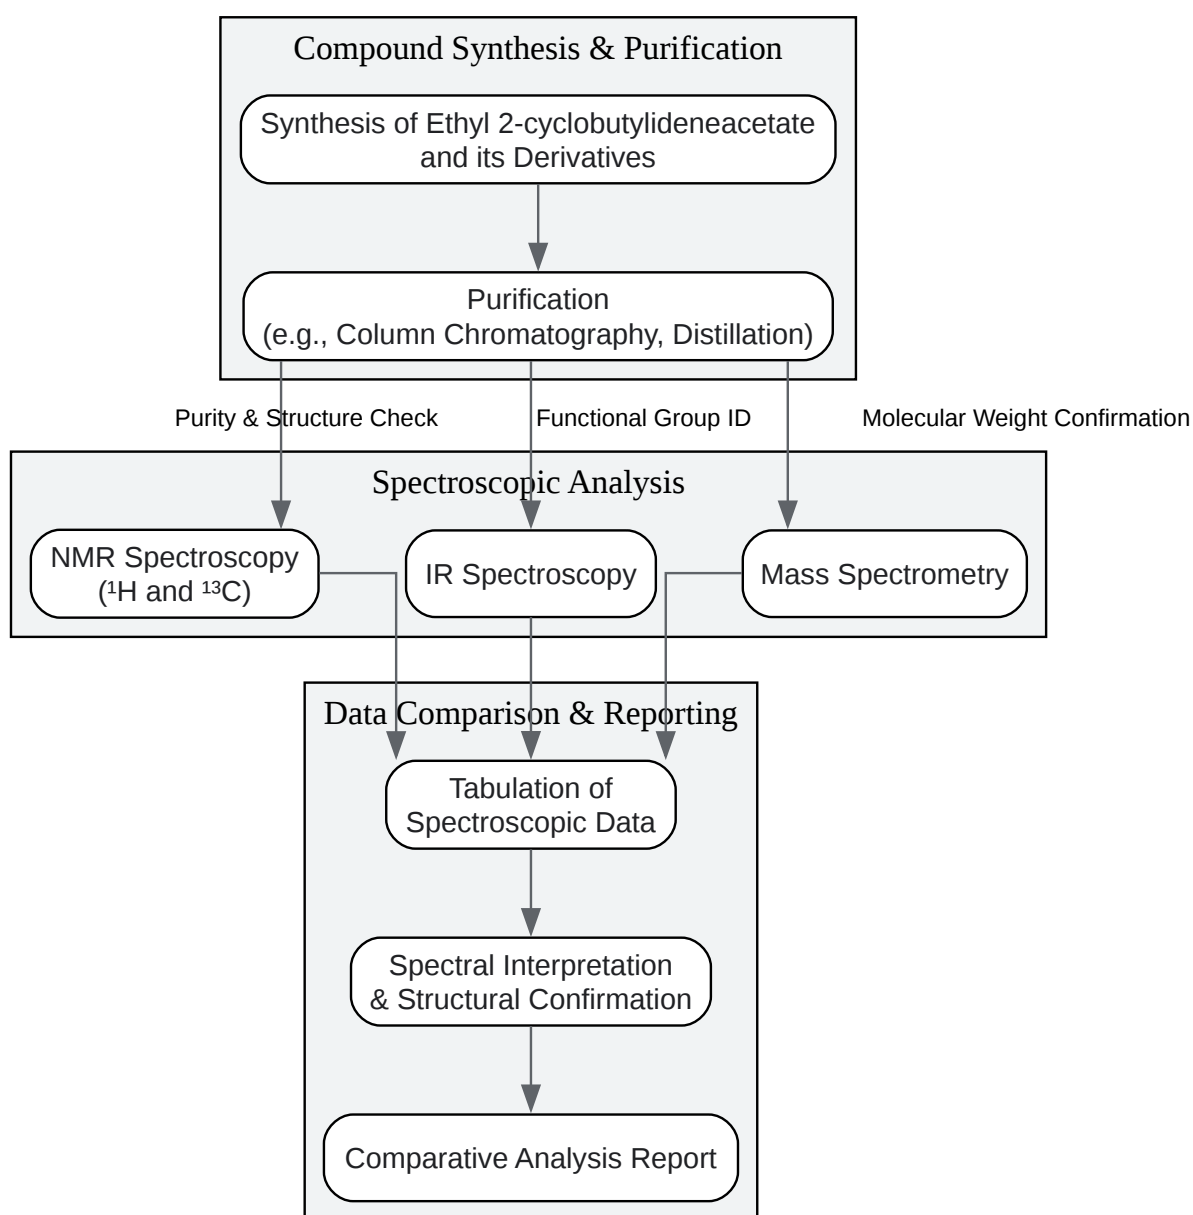 Compound Synthesis & Purification
Synthesis of Ethyl 2-cyclobutylideneacetate
and its Derivatives
Purification
(e.g., Column Chromatography, Distillation)
Purity & Structure Check
Functional Group ID
Molecular Weight Confirmation
Spectroscopic Analysis
NMR Spectroscopy
(¹H and ¹³C)
IR Spectroscopy
Mass Spectrometry
Data Comparison & Reporting
Tabulation of
Spectroscopic Data
Spectral Interpretation
& Structural Confirmation
Comparative Analysis Report